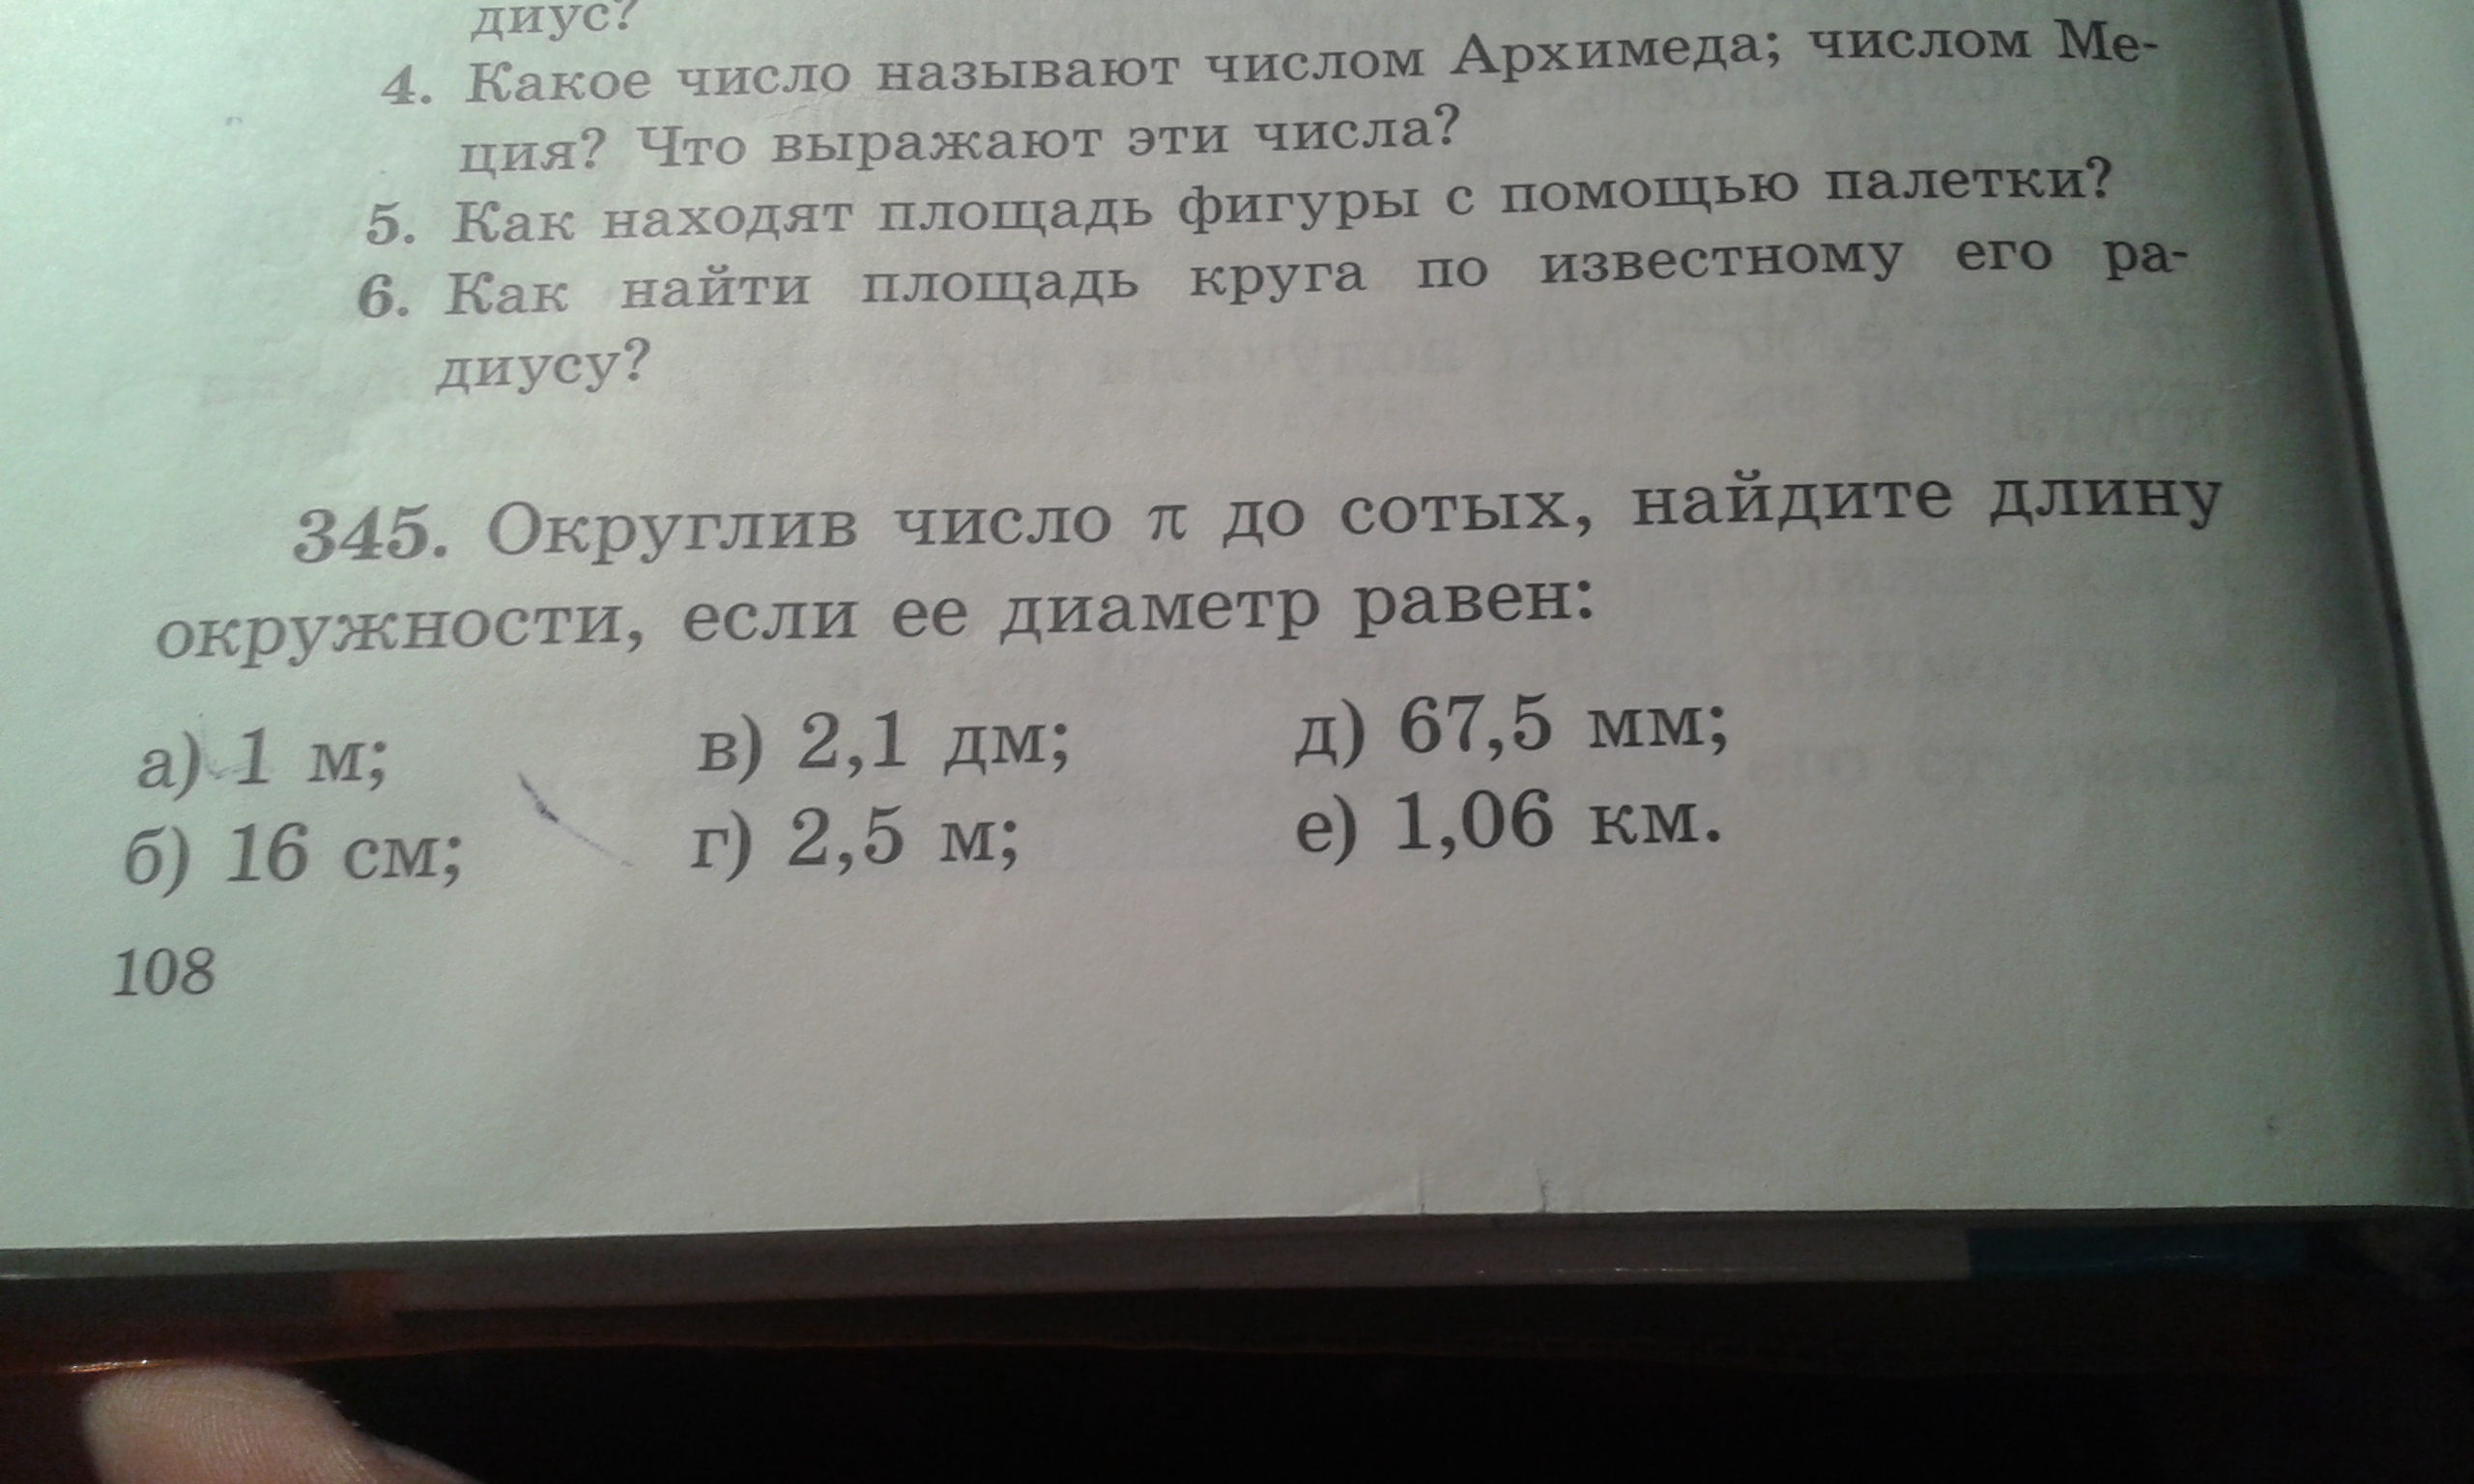 диус?
4. Какое число называют числом Архимеда; числом Ме-
ция? Что выражают эти числа?
5. Как находят площадь фигуры с помощью палетки?
6. Как найти площадь круга по известному его ра-
диусу?
345. Округлив число π до сотых, найдите длину
окружности, если ее диаметр равен:
а) 1 м; в) 2,1 дм; д) 67,5 мм;
б) 16 см; г) 2,5 м; е) 1,06 км.
108